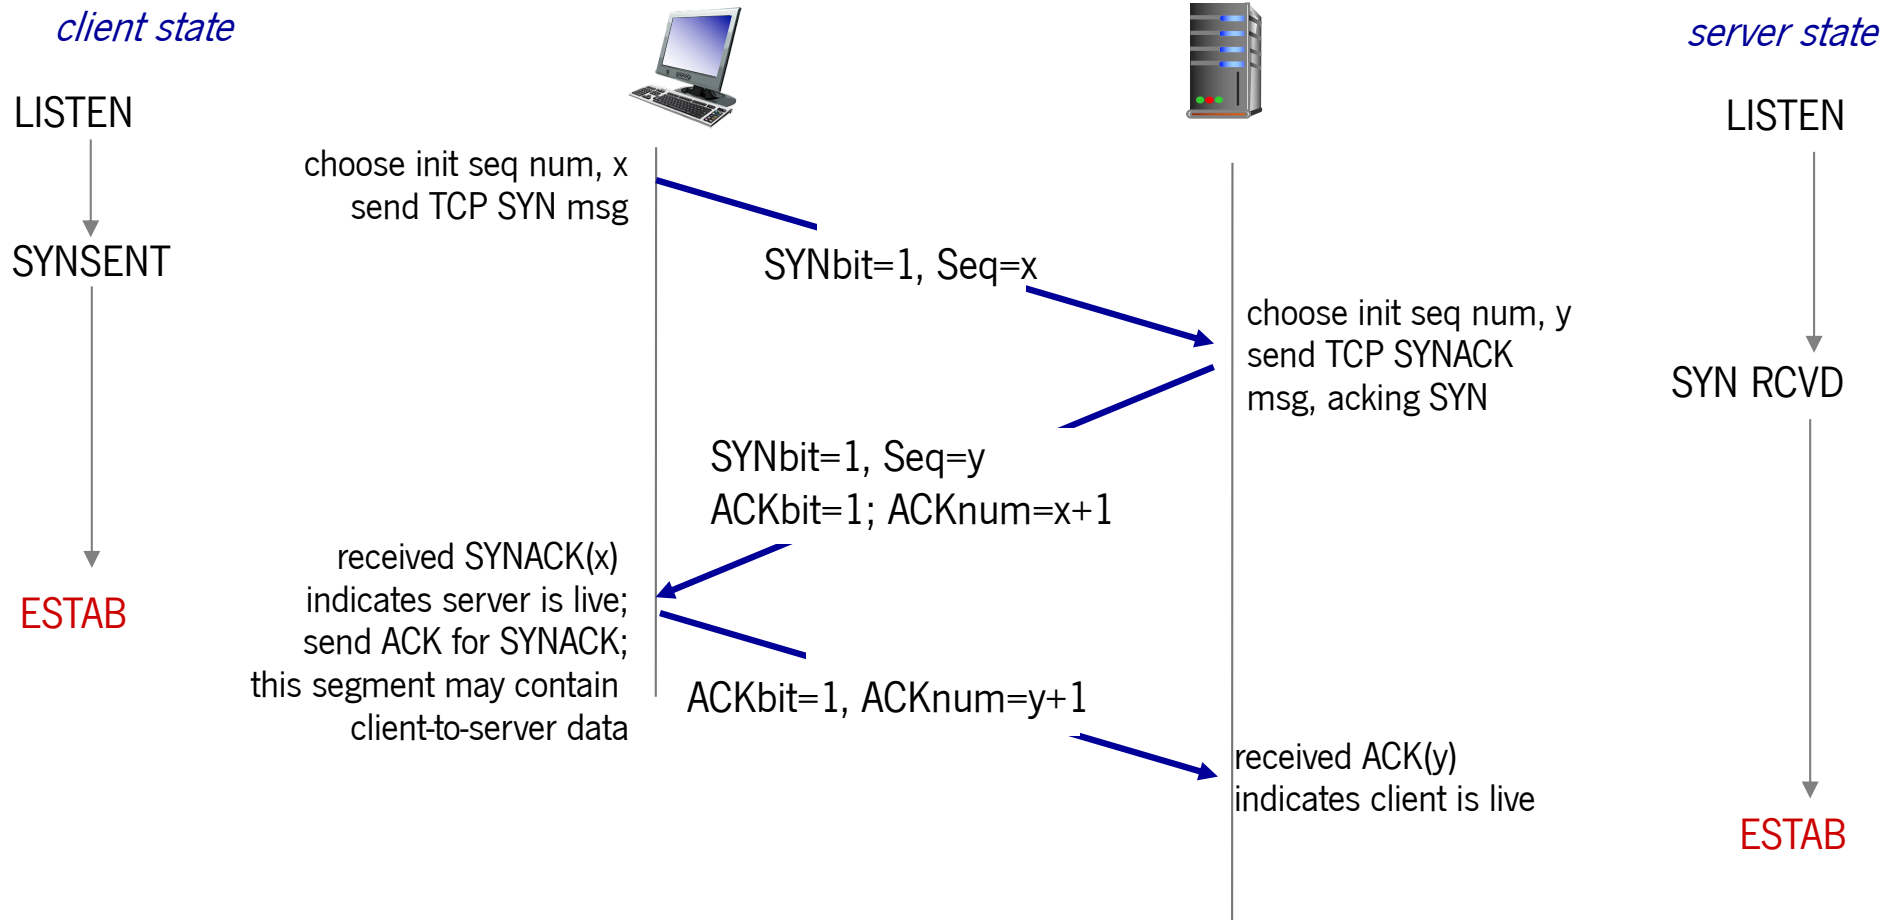 client state
server state
LISTEN
LISTEN
choose init seq num, x
send TCP SYN msg
SYNSENT
SYNbit=1, Seq=x
choose init seq num, y
send TCP SYNACK
msg, acking SYN
SYN RCVD
SYNbit=1, Seq=y
ACKbit=1; ACKnum=x+1
received SYNACK(x)
indicates server is live;
send ACK for SYNACK;
this segment may contain
client-to-server data
ESTAB
ACKbit=1, ACKnum=y+1
received ACK(y)
indicates client is live
ESTAB